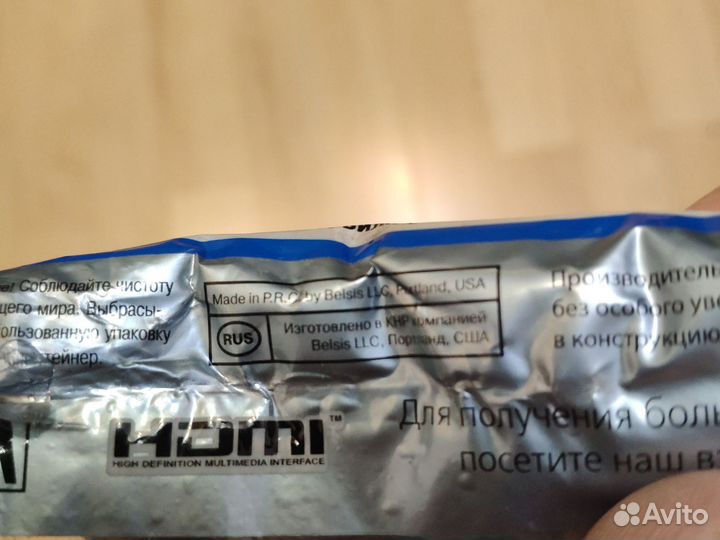 те! Соблюдайте чистоту
щего мира. Выбрасы-
ользованную упаковку
тейнер.
Made in P.R.C. by Belsis LLC, Portland, USA
RUS
Изготовлено в КНР компанией
Belsis LLC, Портланд, США
Производитель
без особого уве
в конструкцию
HDMI™
HIGH DEFINITION MULTIMEDIA INTERFACE
Для получения боль
посетите наш в
Avito